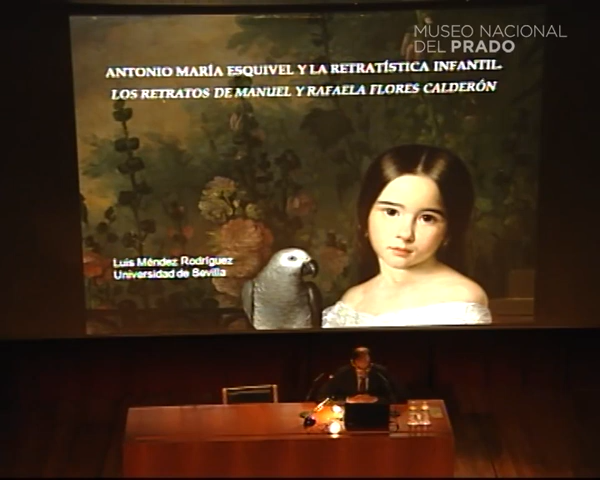 MUSEO NACIONAL
DEL PRADO
ANTONIO MARÍA ESQUIVEL Y LA RETRATÍSTICA INFANTIL.
LOS RETRATOS DE MANUEL Y RAFAELA FLORES CALDERÓN
Luis Méndez Rodríguez
Universidad de Sevilla